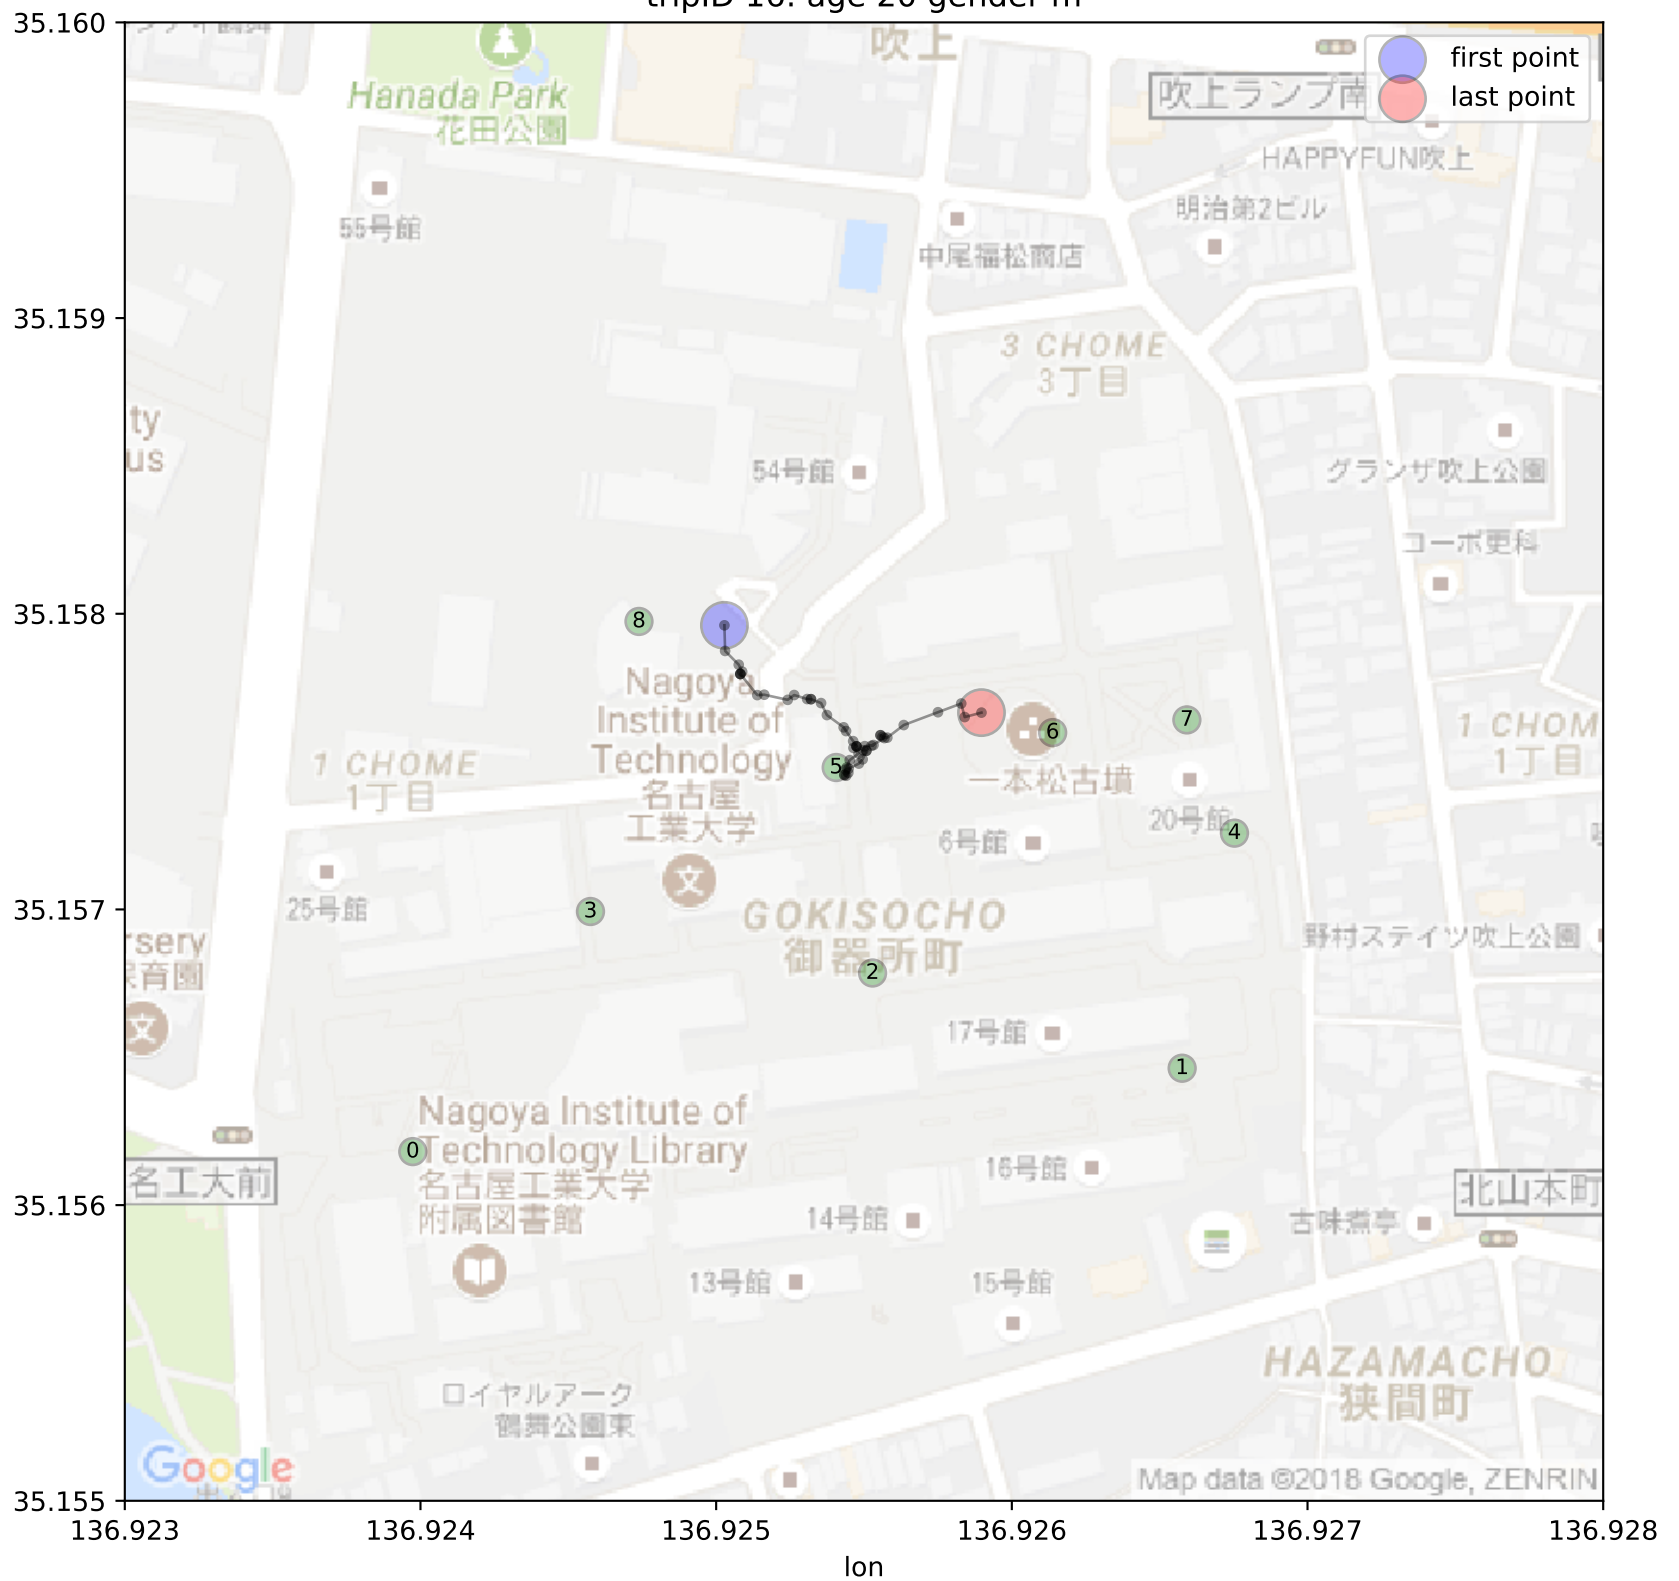 35.160
吹上
first point
last point
吹上ランプ南
Hanada Park
花田公園
HAPPYFUN吹上
明治第2ビル
55号館
中尾福松商店
35.159
3 CHOME
3丁目
ty
us
54号館
グランザ吹上公園
コーポ更科
35.158
8
Nagoya
Institute of
Technology
名古屋
工業大学
7
6
5
一本松古墳
1 CHOME
1丁目
1 CHOM
1丁目
20号館
4
6号館
25号館
3
35.157
GOKISOCHO
御器所町
2
rsery
育園
野村ステイツ吹上公園
17号館
1
Nagoya Institute of
Technology Library
名古屋工業大学
附属図書館
0
16号館
名工大前
北山本町
35.156
14号館
古味煮亭
13号館
15号館
HAZAMACHO
狭間町
ロイヤルアーク
鶴舞公園東
Google
Map data ©2018 Google, ZENRIN
35.155
136.923
136.924
136.925
136.926
136.927
136.928
lon